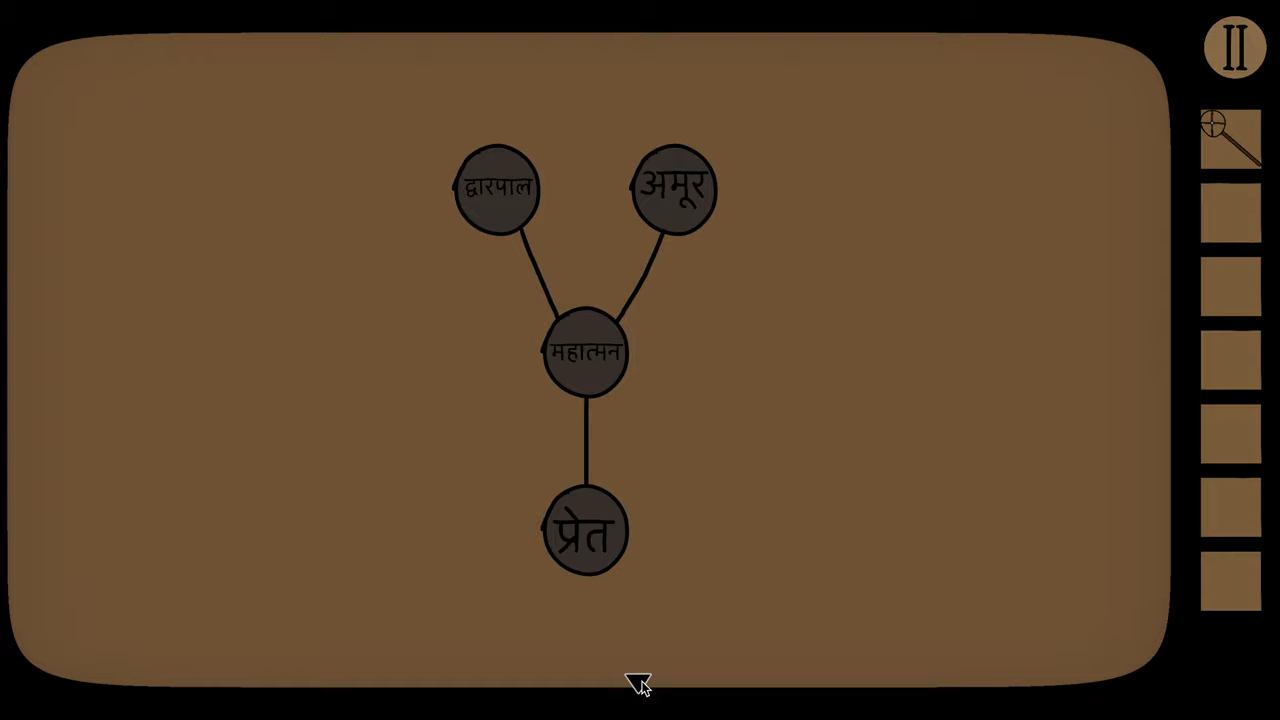 द्वारपाल
अमूर
महात्मन
प्रेत